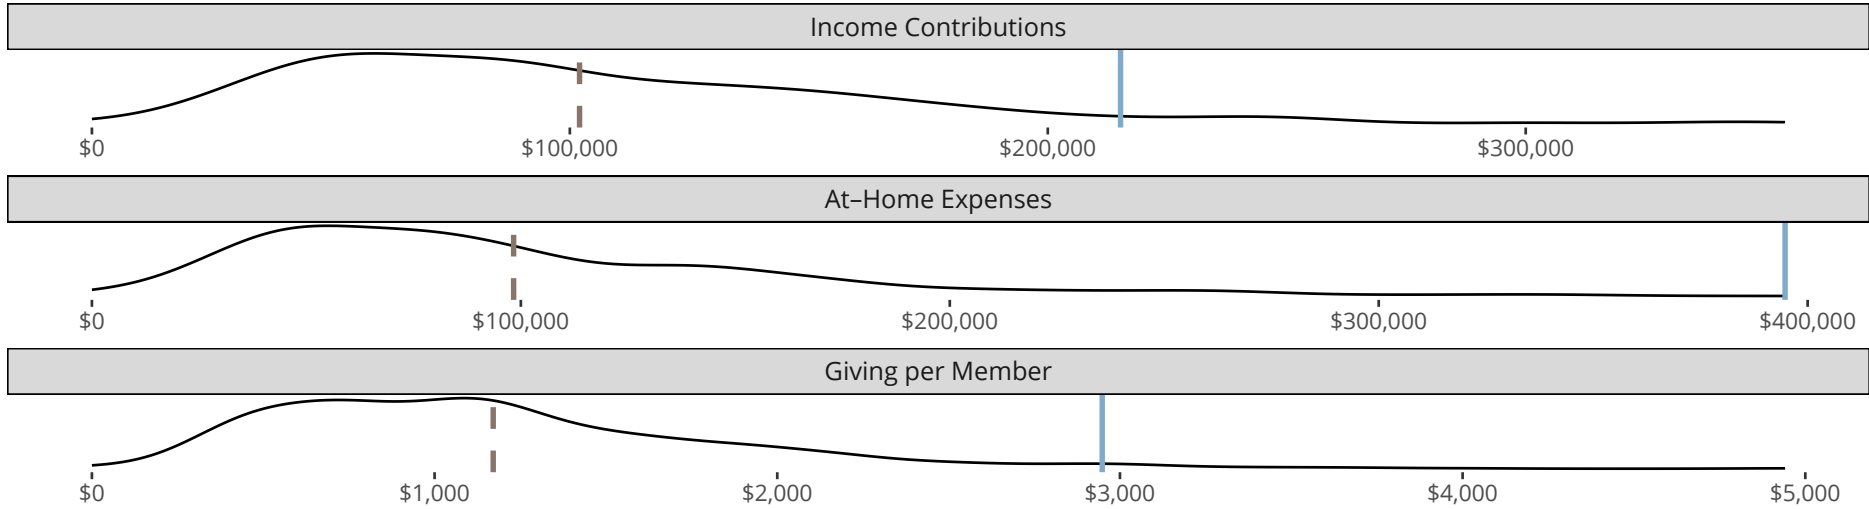 Income Contributions
$0 $100,000 $200,000 $300,000
At–Home Expenses
$0 $100,000 $200,000 $300,000 $400,000
Giving per Member
$0 $1,000 $2,000 $3,000 $4,000 $5,000